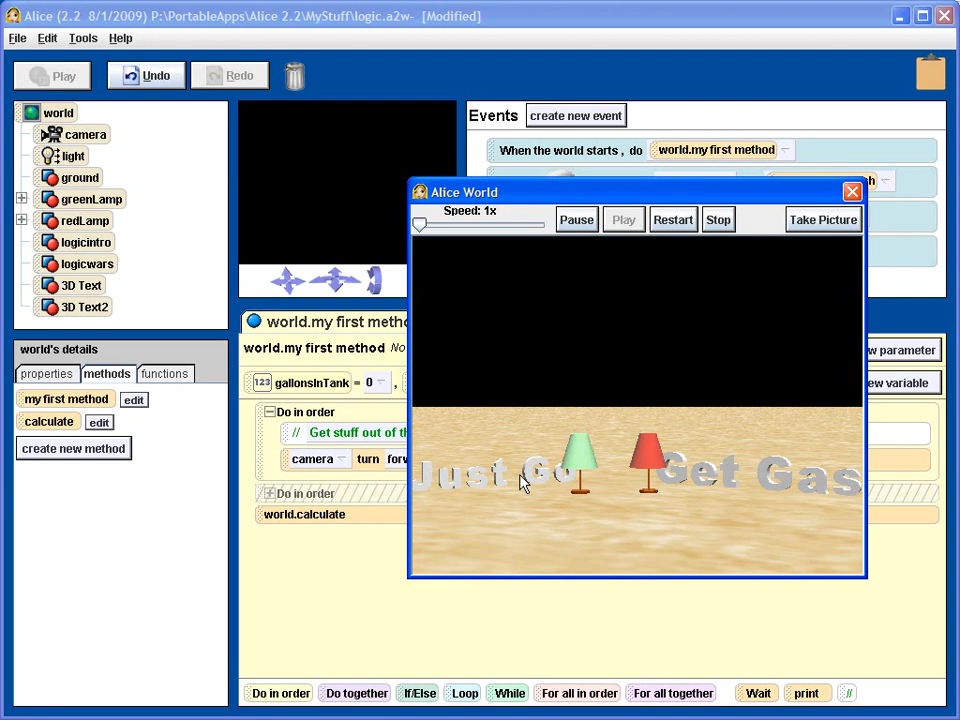 Alice (2.2 8/1/2009) P:\PortableApps\Alice 2.2\MyStuff\logic.a2w- [Modified]
File Edit Tools Help
Play Undo Redo
world
camera
light
ground
greenLamp
redLamp
logicintro
logicwars
3D Text
3D Text2
Events create new event
When the world starts , do world.my first method
Alice World
Speed: 1x
Pause Play Restart Stop Take Picture
Just Go Get Gas
world's details
properties methods functions
my first method edit
calculate edit
create new method
world.my first metho
world.my first method No
w parameter
123 gallonsInTank = 0 ,
ew variable
Do in order
// Get stuff out of th
camera turn forw
Do in order
world.calculate
Do in order Do together If/Else Loop While For all in order For all together Wait print //